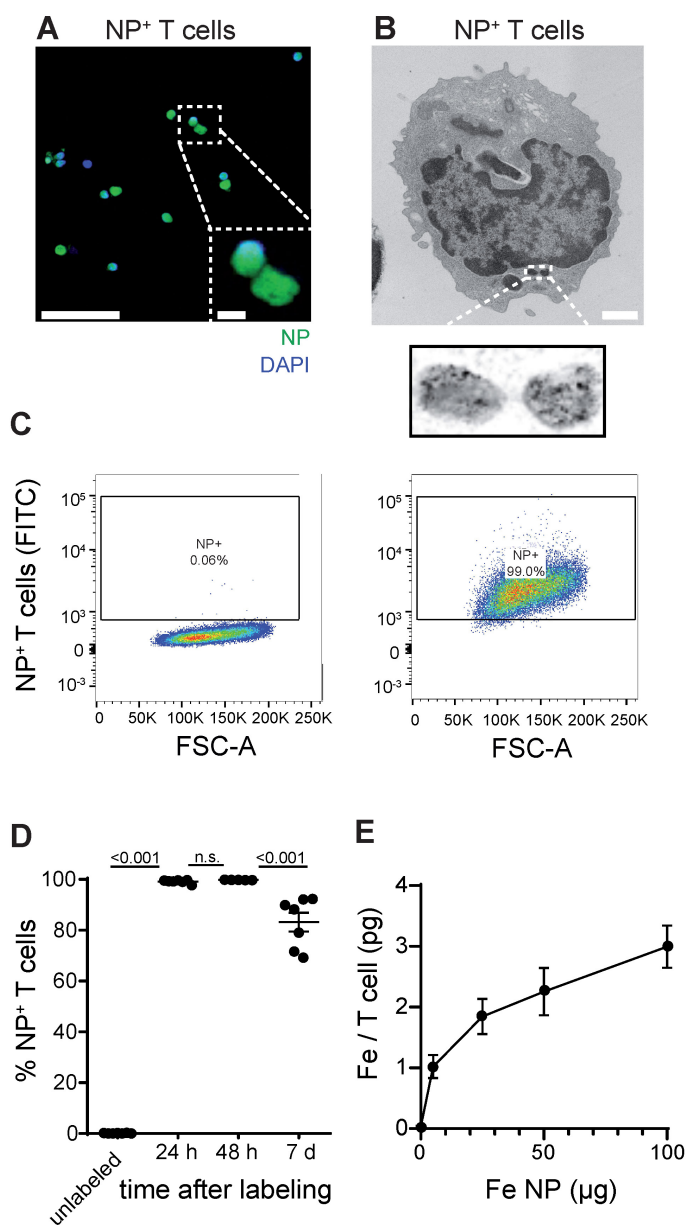 A NP⁺ T cells
B NP⁺ T cells
NP
DAPI
C
NP⁺T cells (FITC)
10⁵
10⁴
10³
0
10⁻³
NP+
0.06%
0 50K 100K 150K 200K 250K
FSC-A
10⁵
10⁴
10³
0
10⁻³
NP+
99.0%
0 50K 100K 150K 200K 250K
FSC-A
D
<0.001 n.s. <0.001
% NP⁺ T cells
100
80
60
40
20
0
unlabeled 24 h 48 h 7 d
time after labeling
E
Fe / T cell (pg)
4
3
2
1
0
0 50 100
Fe NP (µg)